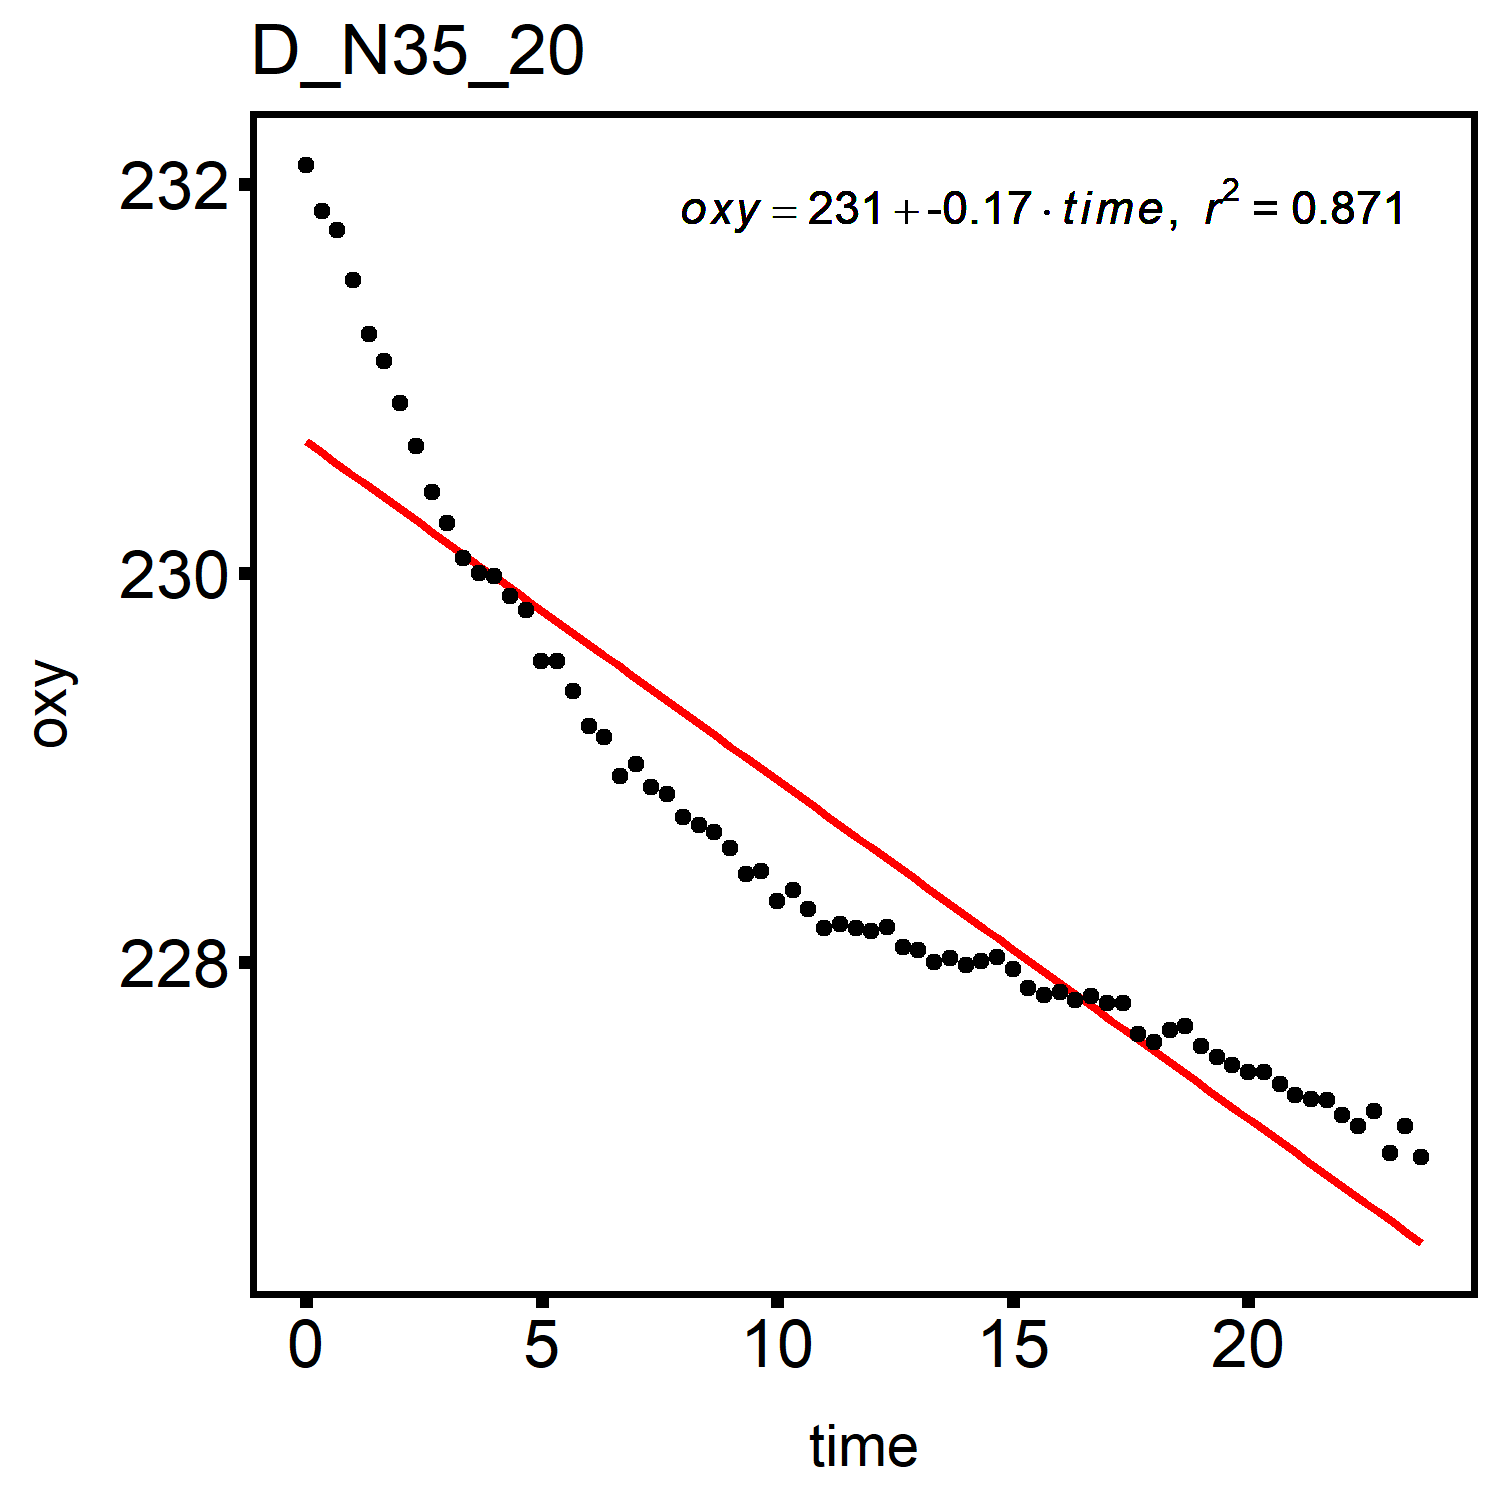 D_N35_20
oxy = 231 + -0.17 · time, r² = 0.871
232
230
228
oxy
0 5 10 15 20
time